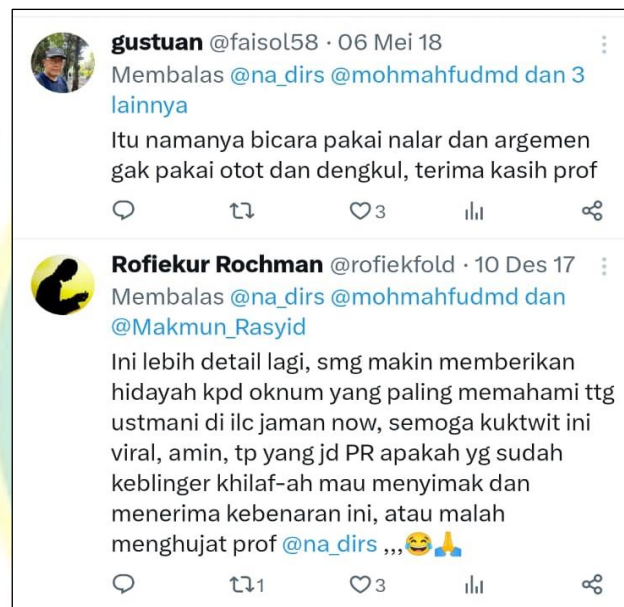 gustuan @faisol58 · 06 Mei 18
Membalas @na_dirs @mohmahfudmd dan 3
lainnya
Itu namanya bicara pakai nalar dan argemen
gak pakai otot dan dengkul, terima kasih prof
3
Rofiekur Rochman @rofiekfold · 10 Des 17
Membalas @na_dirs @mohmahfudmd dan
@Makmun_Rasyid
Ini lebih detail lagi, smg makin memberikan
hidayah kpd oknum yang paling memahami ttg
ustmani di ilc jaman now, semoga kuktwit ini
viral, amin, tp yang jd PR apakah yg sudah
keblinger khilaf-ah mau menyimak dan
menerima kebenaran ini, atau malah
menghujat prof @na_dirs ,,,😂🙏
1 3